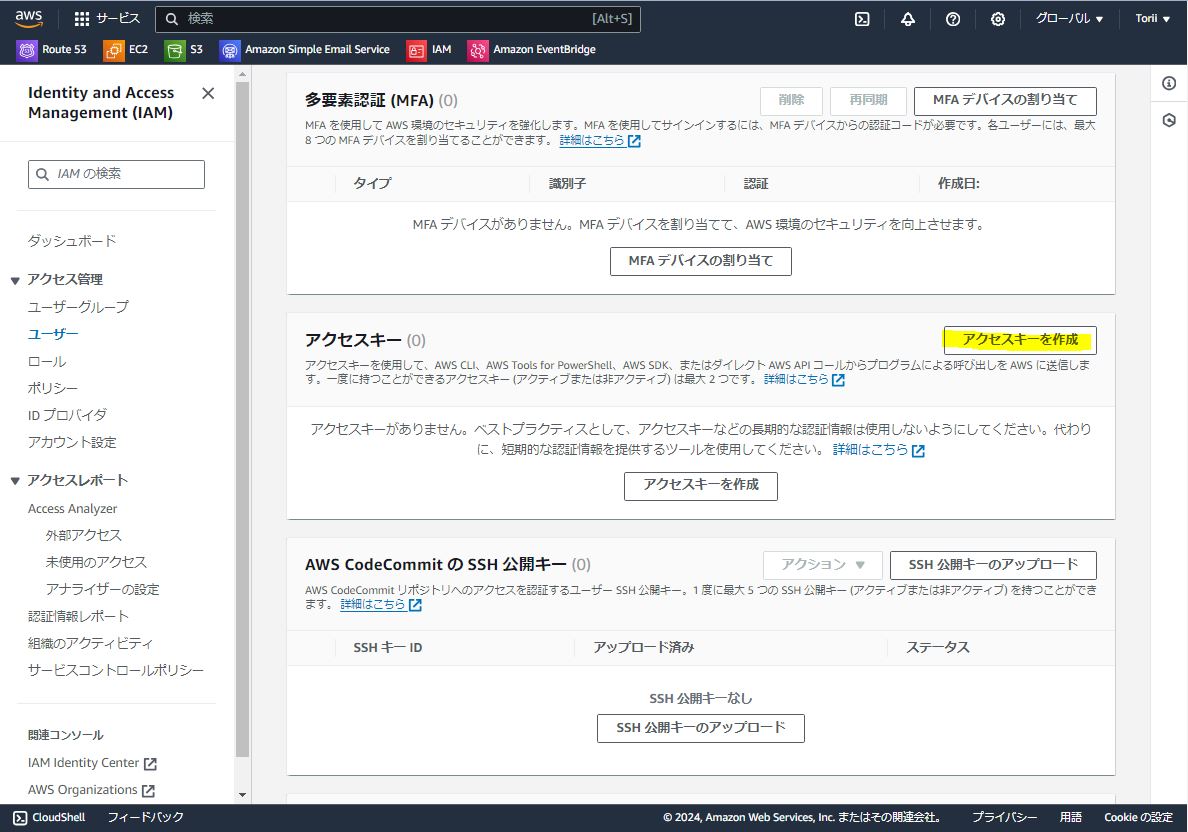 aws
サービス
検索
[Alt+S]
グローバル ▼
Torii ▼
Route 53
EC2
S3
Amazon Simple Email Service
IAM
Amazon EventBridge
Identity and Access
Management (IAM)
IAM の検索
ダッシュボード
▼ アクセス管理
ユーザーグループ
ユーザー
ロール
ポリシー
ID プロバイダ
アカウント設定
▼ アクセスレポート
Access Analyzer
外部アクセス
未使用のアクセス
アナライザーの設定
認証情報レポート
組織のアクティビティ
サービスコントロールポリシー
関連コンソール
IAM Identity Center
AWS Organizations
多要素認証 (MFA) (0)
削除
再同期
MFA デバイスの割り当て
MFA を使用して AWS 環境のセキュリティを強化します。MFA を使用してサインインするには、MFA デバイスからの認証コードが必要です。各ユーザーには、最大
8 つの MFA デバイスを割り当てることができます。 詳細はこちら
タイプ
識別子
認証
作成日:
MFA デバイスがありません。MFA デバイスを割り当てて、AWS 環境のセキュリティを向上させます。
MFA デバイスの割り当て
アクセスキー (0)
アクセスキーを作成
アクセスキーを使用して、AWS CLI、AWS Tools for PowerShell、AWS SDK、またはダイレクト AWS API コールからプログラムによる呼び出しを AWS に送信しま
す。一度に持つことができるアクセスキー (アクティブまたは非アクティブ) は最大 2 つです。 詳細はこちら
アクセスキーがありません。ベストプラクティスとして、アクセスキーなどの長期的な認証情報は使用しないようにしてください。代わり
に、短期的な認証情報を提供するツールを使用してください。 詳細はこちら
アクセスキーを作成
AWS CodeCommit の SSH 公開キー (0)
アクション ▼
SSH 公開キーのアップロード
AWS CodeCommit リポジトリへのアクセスを認証するユーザー SSH 公開キー。1 度に最大 5 つの SSH 公開キー (アクティブまたは非アクティブ) を持つことができ
ます。 詳細はこちら
SSH キー ID
アップロード済み
ステータス
SSH 公開キーなし
SSH 公開キーのアップロード
CloudShell
フィードバック
© 2024, Amazon Web Services, Inc. またはその関連会社。
プライバシー
用語
Cookie の設定